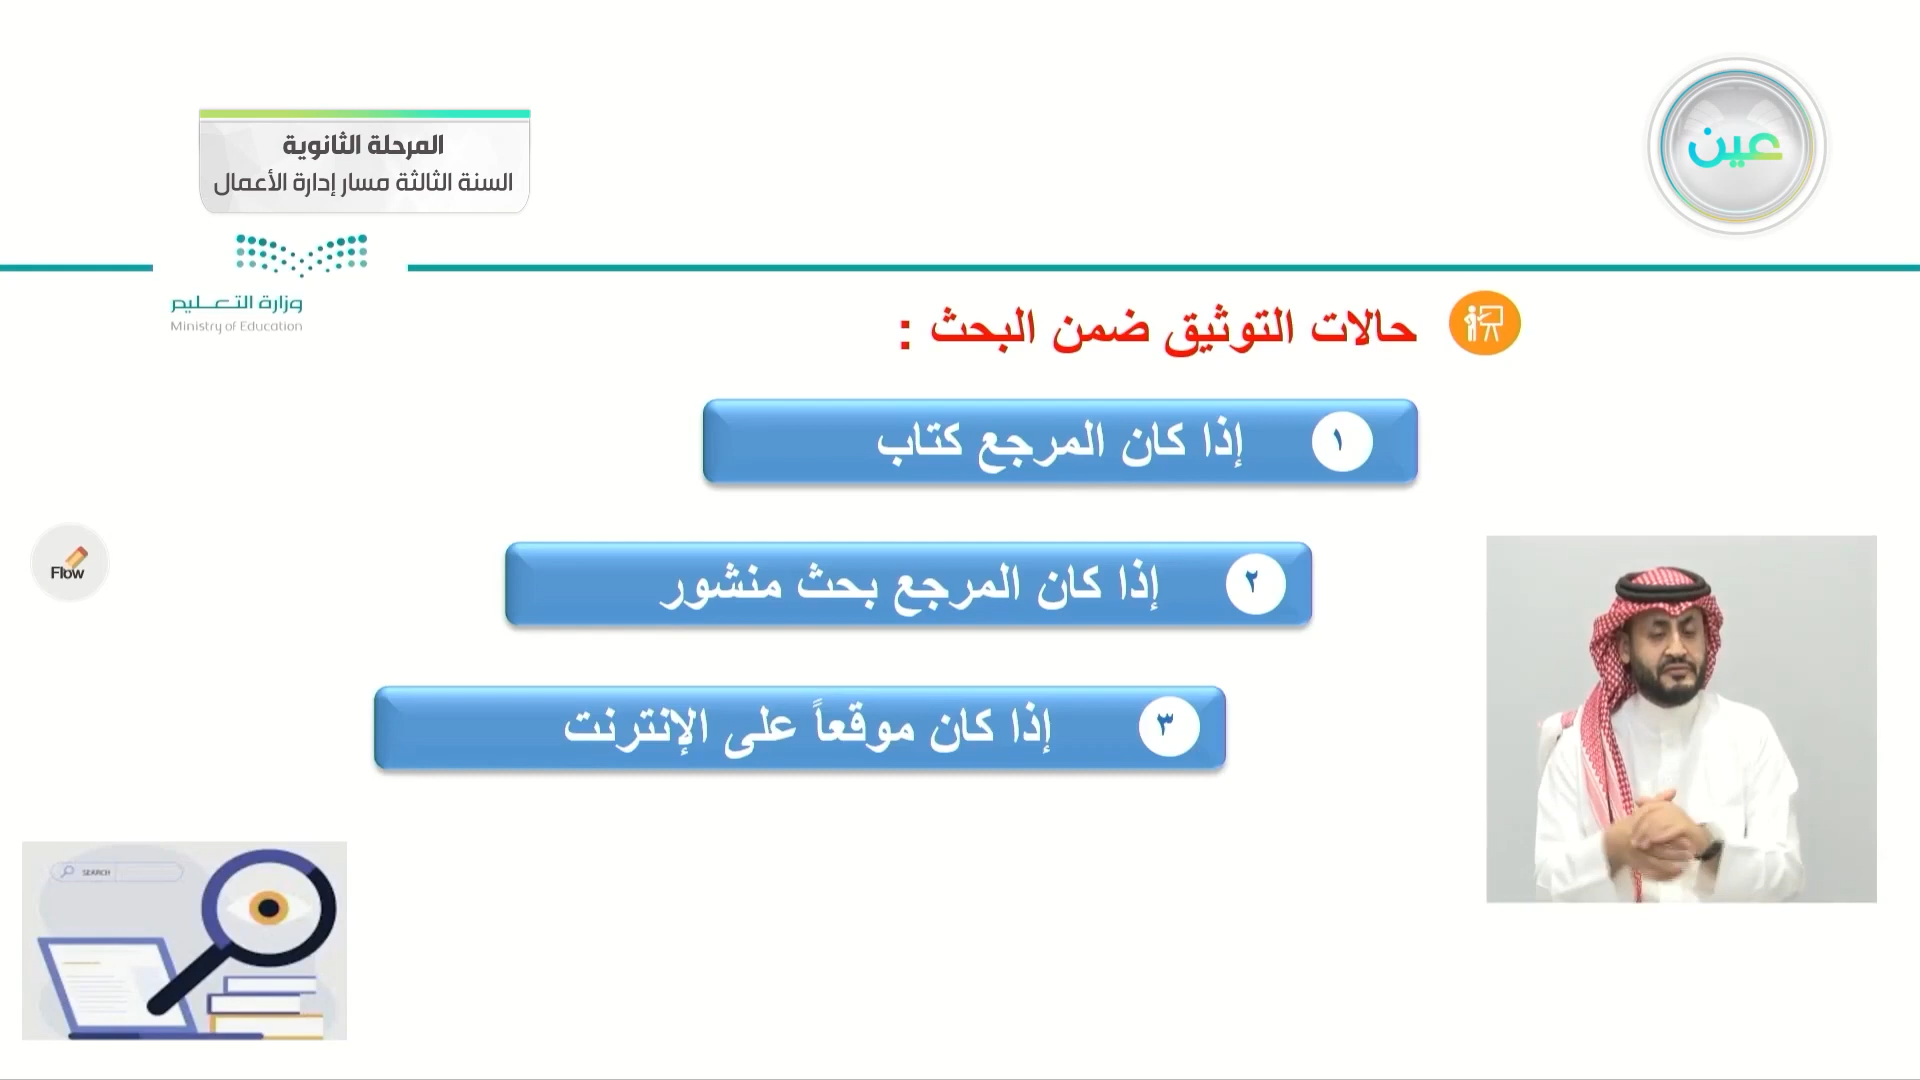 المرحلة الثانوية
السنة الثالثة مسار إدارة الأعمال
عين
وزارة التعليم
Ministry of Education
حالات التوثيق ضمن البحث :
١ إذا كان المرجع كتاب
٢ إذا كان المرجع بحث منشور
٣ إذا كان موقعاً على الإنترنت
Flow
SEARCH